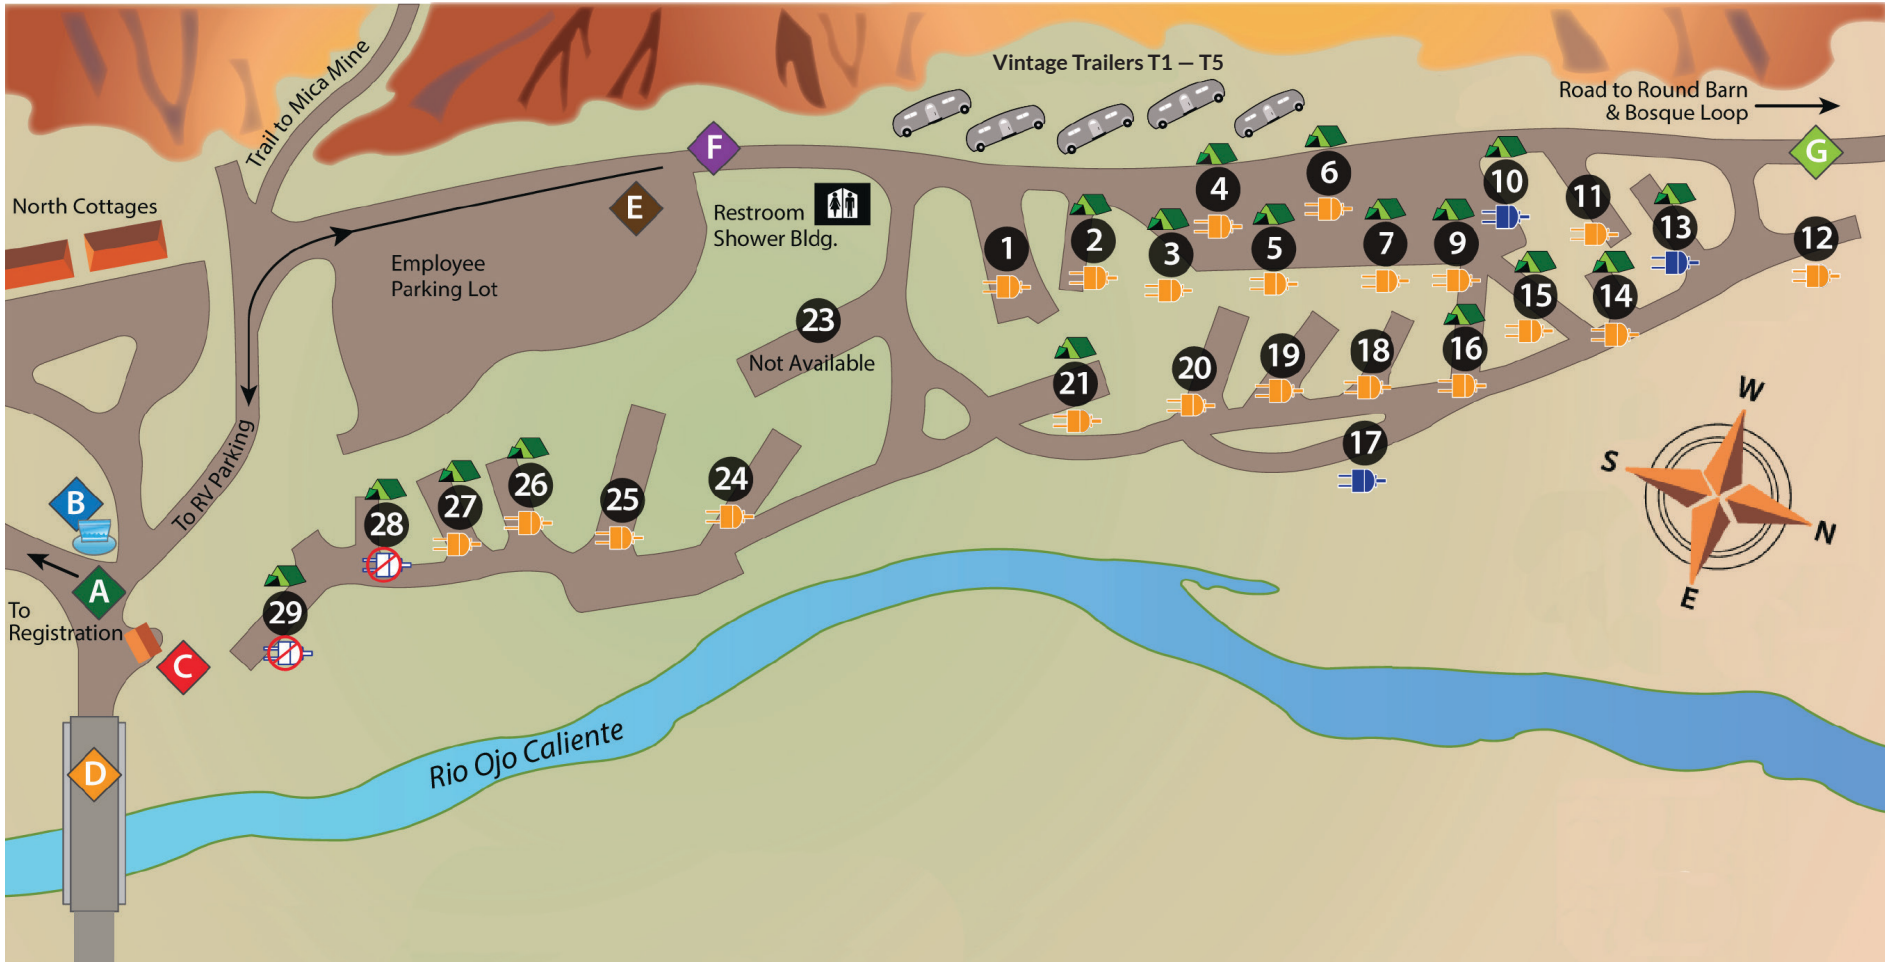 Vintage Trailers T1 – T5
Road to Round Barn
& Bosque Loop
G
Trail to Mica Mine
F
E
North Cottages
Restroom
Shower Bldg.
Employee
Parking Lot
1
2
3
4
5
6
7
9
10
11
13
12
15
14
23
Not Available
21
20
19
18
16
17
W
S
N
E
To RV Parking
B
28
27
26
25
24
A
To
Registration
29
C
D
Rio Ojo Caliente